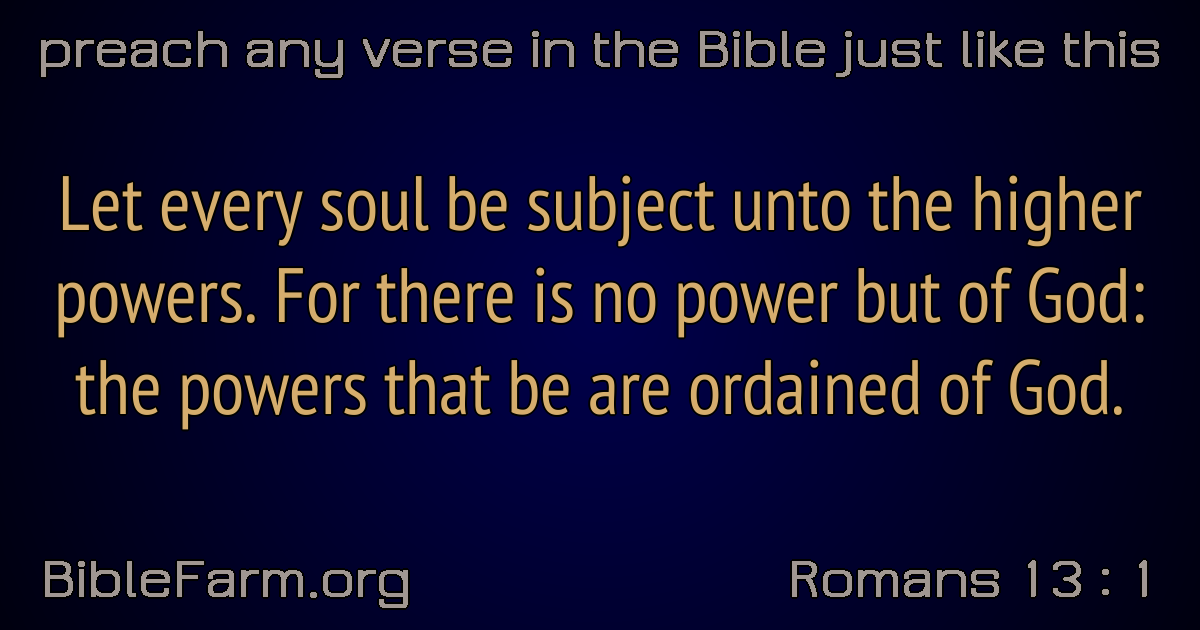 preach any verse in the Bible just like this
Let every soul be subject unto the higher
powers. For there is no power but of God:
the powers that be are ordained of God.
BibleFarm.org
Romans 13 : 1